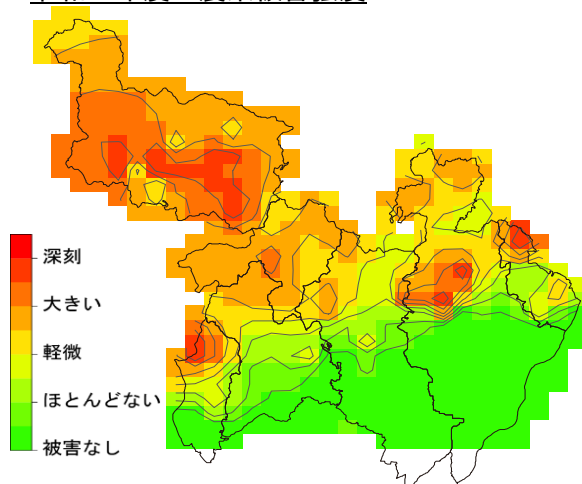 深刻
大きい
軽微
ほとんどない
被害なし